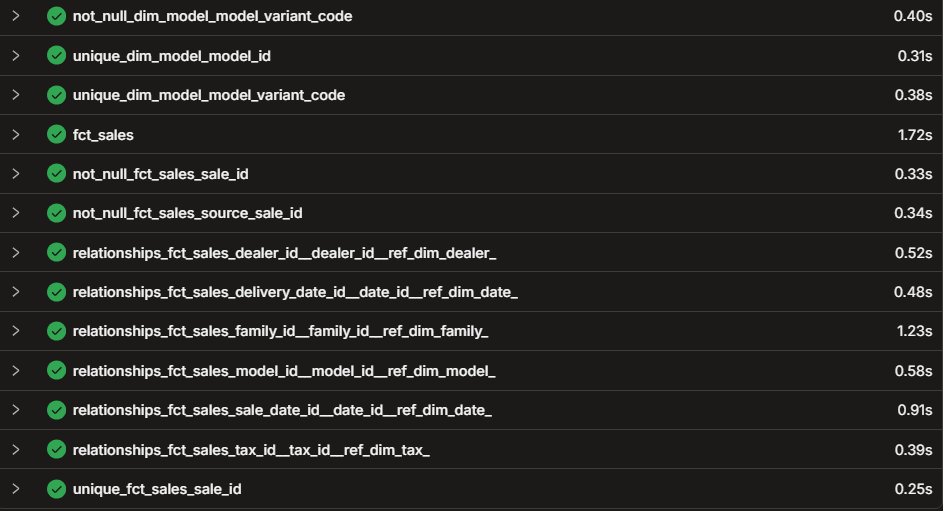 not_null_dim_model_model_variant_code 0.40s
unique_dim_model_model_id 0.31s
unique_dim_model_model_variant_code 0.38s
fct_sales 1.72s
not_null_fct_sales_sale_id 0.33s
not_null_fct_sales_source_sale_id 0.34s
relationships_fct_sales_dealer_id__dealer_id__ref_dim_dealer_ 0.52s
relationships_fct_sales_delivery_date_id__date_id__ref_dim_date_ 0.48s
relationships_fct_sales_family_id__family_id__ref_dim_family_ 1.23s
relationships_fct_sales_model_id__model_id__ref_dim_model_ 0.58s
relationships_fct_sales_sale_date_id__date_id__ref_dim_date_ 0.91s
relationships_fct_sales_tax_id__tax_id__ref_dim_tax_ 0.39s
unique_fct_sales_sale_id 0.25s